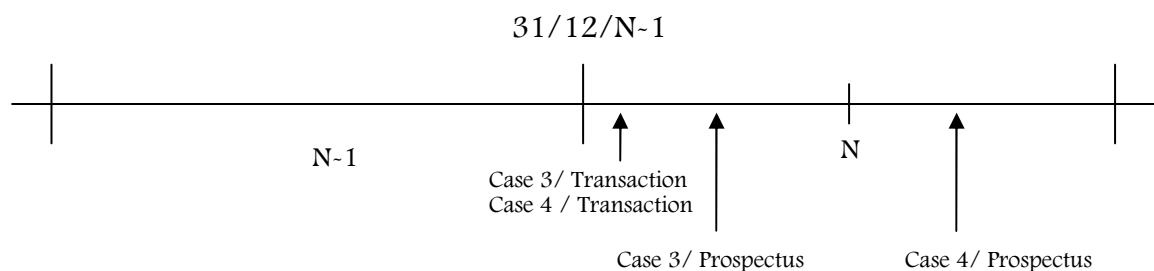 31/12/N-1
N-1
N
Case 3/ Transaction
Case 4 / Transaction
Case 3/ Prospectus
Case 4/ Prospectus